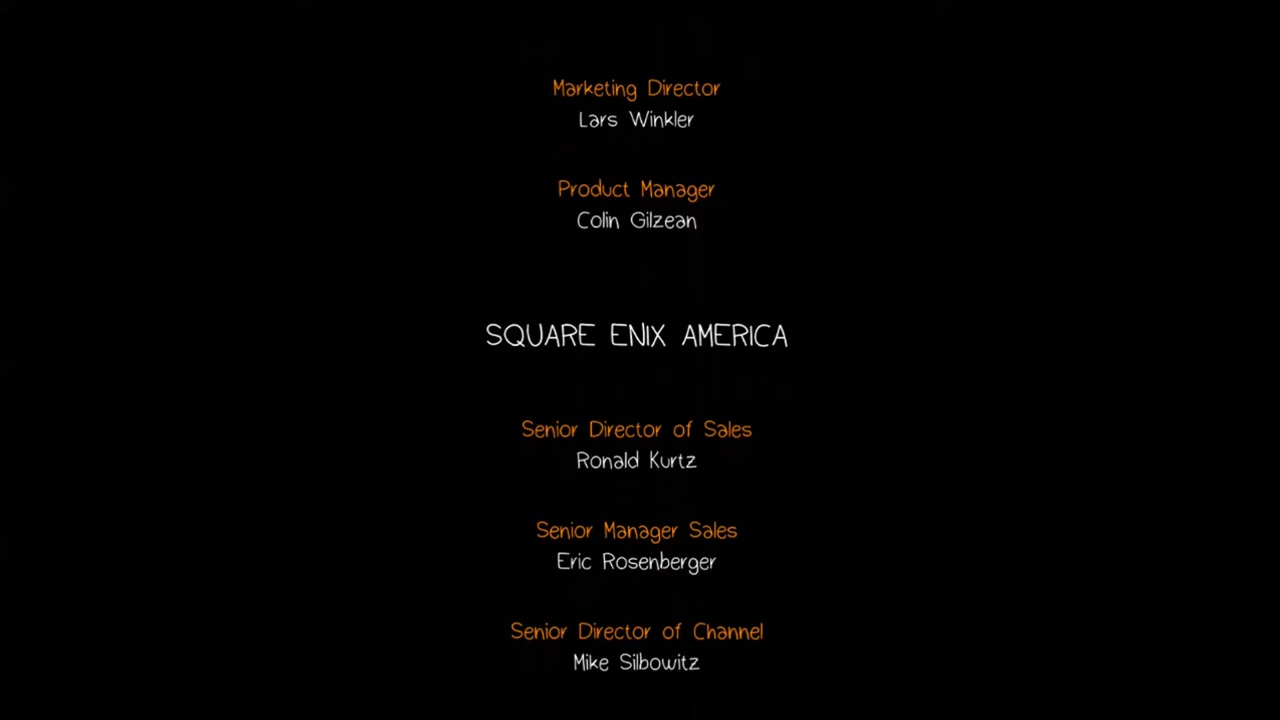 Marketing Director
Lars Winkler
Product Manager
Colin Gilzean
SQUARE ENIX AMERICA
Senior Director of Sales
Ronald Kurtz
Senior Manager Sales
Eric Rosenberger
Senior Director of Channel
Mike Silbowitz